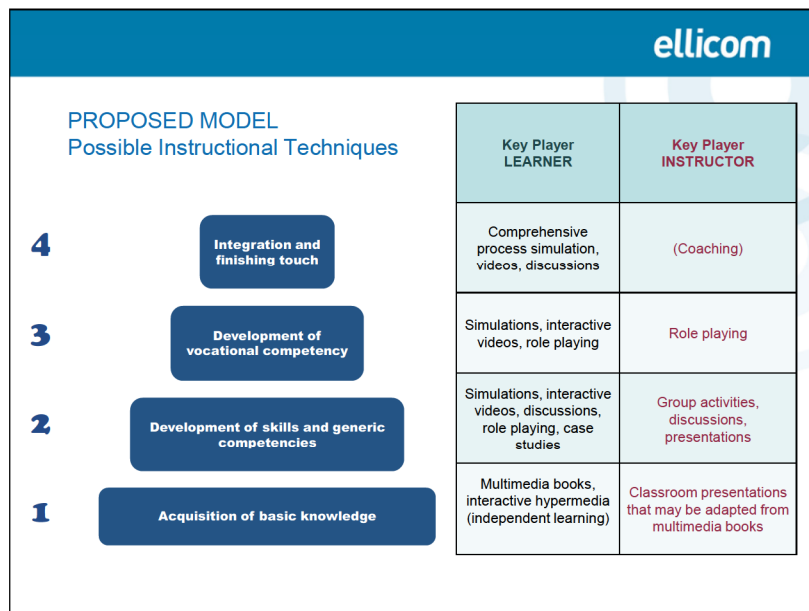 ellicom
PROPOSED MODEL
Possible Instructional Techniques
Key Player
LEARNER
Key Player
INSTRUCTOR
4
Integration and
finishing touch
Comprehensive
process simulation,
videos, discussions
(Coaching)
3
Development of
vocational competency
Simulations, interactive
videos, role playing
Role playing
2
Development of skills and generic
competencies
Simulations, interactive
videos, discussions,
role playing, case
studies
Group activities,
discussions,
presentations
1
Acquisition of basic knowledge
Multimedia books,
interactive hypermedia
(independent learning)
Classroom presentations
that may be adapted from
multimedia books